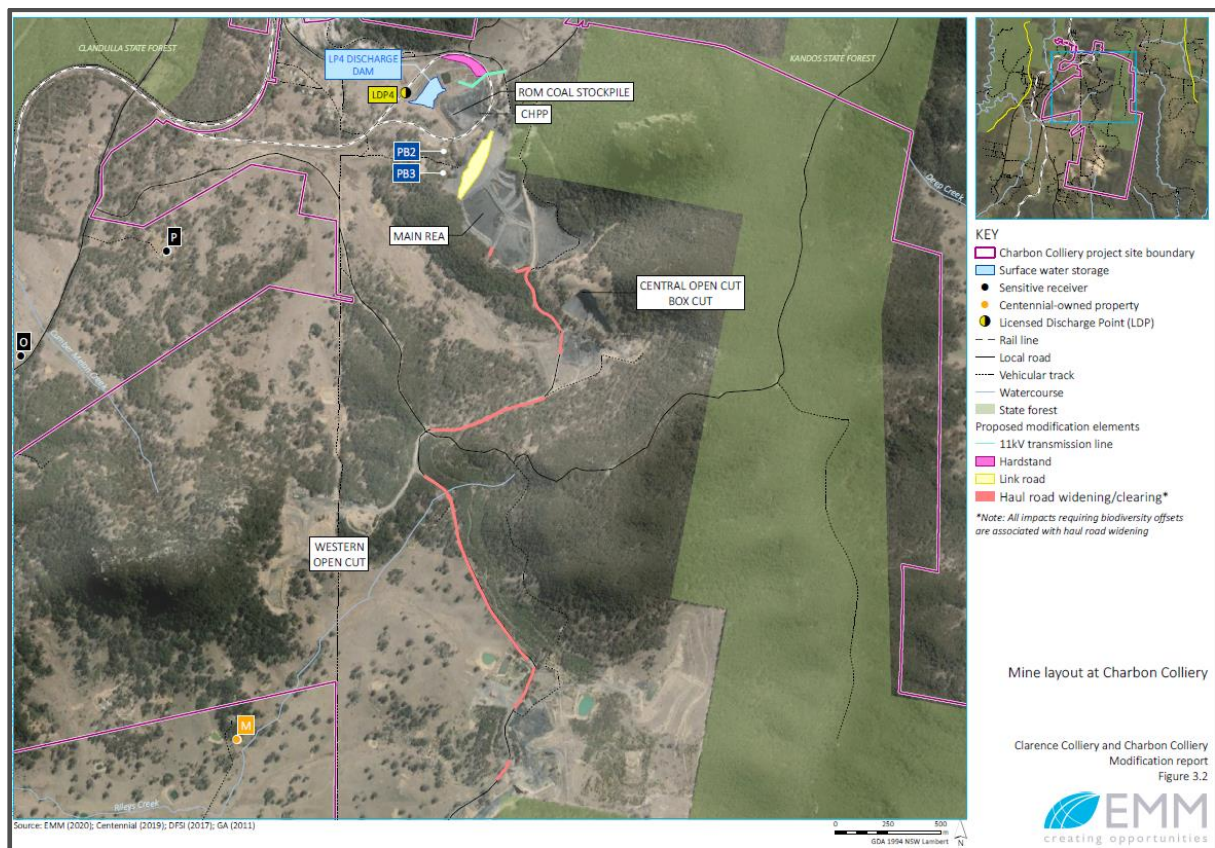 CLANDULLA STATE FOREST
LP4 DISCHARGE
DAM
LDP4
KANDOS STATE FOREST
ROM COAL STOCKPILE
CHPP
PB2
PB3
Deep Creek
MAIN REA
P
CENTRAL OPEN CUT
BOX CUT
O
WESTERN
OPEN CUT
M
Rileys Creek
KEY
Charbon Colliery project site boundary
Surface water storage
Sensitive receiver
Centennial-owned property
Licensed Discharge Point (LDP)
Rail line
Local road
Vehicular track
Watercourse
State forest
Proposed modification elements
11kV transmission line
Hardstand
Link road
Haul road widening/clearing*
*Note: All impacts requiring biodiversity offsets
are associated with haul road widening
Mine layout at Charbon Colliery
Clarence Colliery and Charbon Colliery
Modification report
Figure 3.2
EMM
creating opportunities
Source: EMM (2020); Centennial (2019); DFSI (2017); GA (2011)
0 250 500
m
GDA 1994 NSW Lambert
N